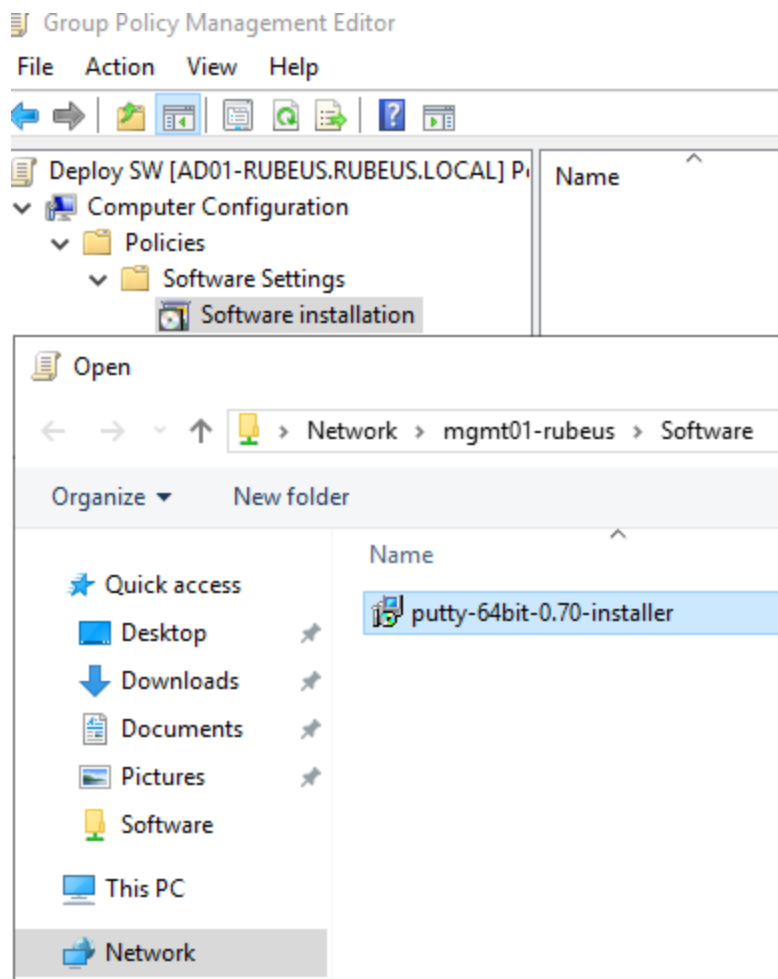 Group Policy Management Editor
File Action View Help
Deploy SW [AD01-RUBEUS.RUBEUS.LOCAL] P
Name
Computer Configuration
Policies
Software Settings
Software installation
Open
Network > mgmt01-rubeus > Software
Organize New folder
Name
Quick access
putty-64bit-0.70-installer
Desktop
Downloads
Documents
Pictures
Software
This PC
Network